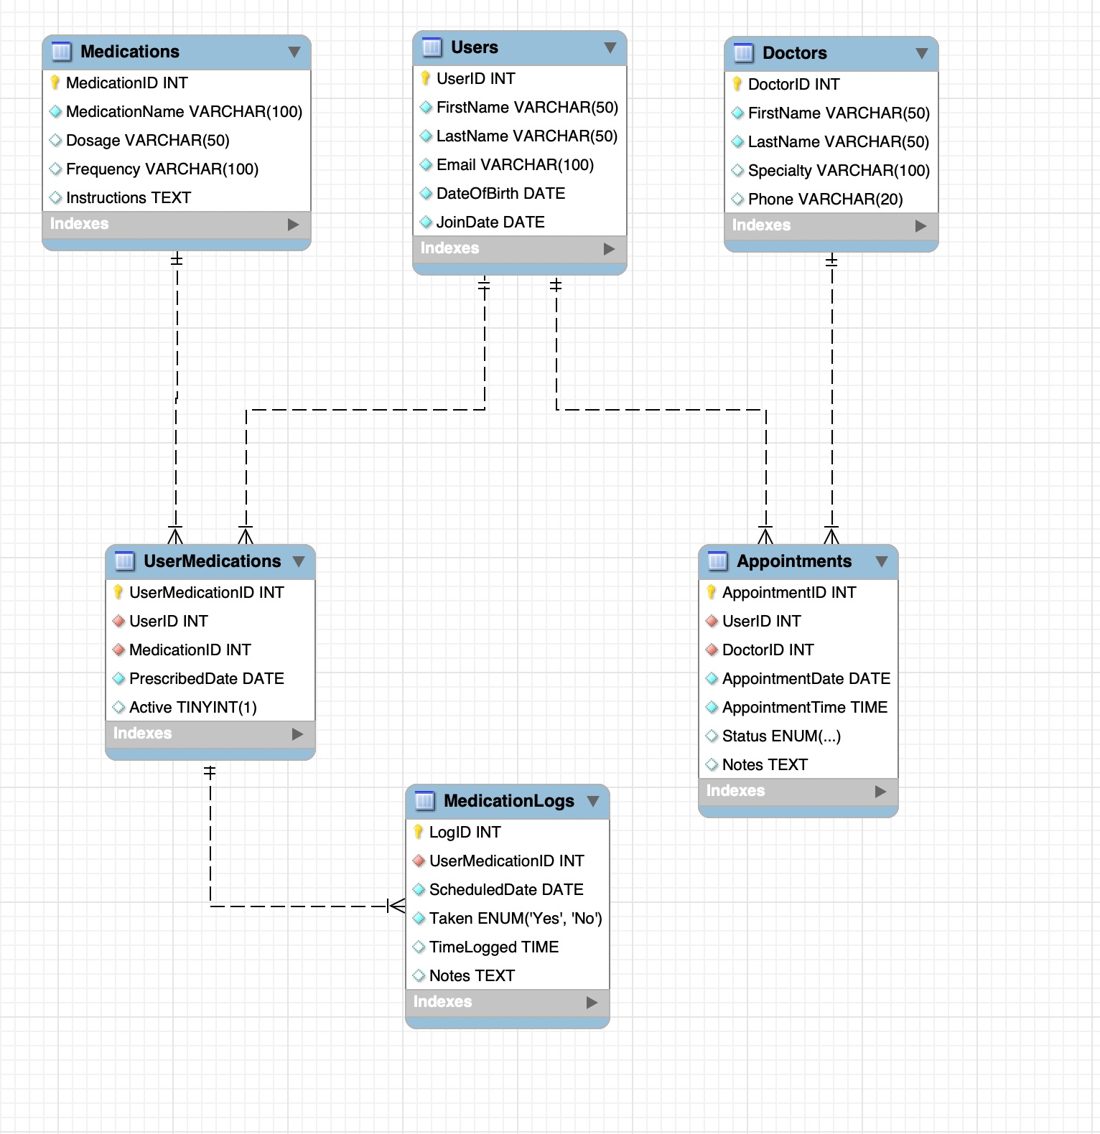 Medications
MedicationID INT
MedicationName VARCHAR(100)
Dosage VARCHAR(50)
Frequency VARCHAR(100)
Instructions TEXT
Indexes
Users
UserID INT
FirstName VARCHAR(50)
LastName VARCHAR(50)
Email VARCHAR(100)
DateOfBirth DATE
JoinDate DATE
Indexes
Doctors
DoctorID INT
FirstName VARCHAR(50)
LastName VARCHAR(50)
Specialty VARCHAR(100)
Phone VARCHAR(20)
Indexes
UserMedications
UserMedicationID INT
UserID INT
MedicationID INT
PrescribedDate DATE
Active TINYINT(1)
Indexes
Appointments
AppointmentID INT
UserID INT
DoctorID INT
AppointmentDate DATE
AppointmentTime TIME
Status ENUM(...)
Notes TEXT
Indexes
MedicationLogs
LogID INT
UserMedicationID INT
ScheduledDate DATE
Taken ENUM('Yes', 'No')
TimeLogged TIME
Notes TEXT
Indexes